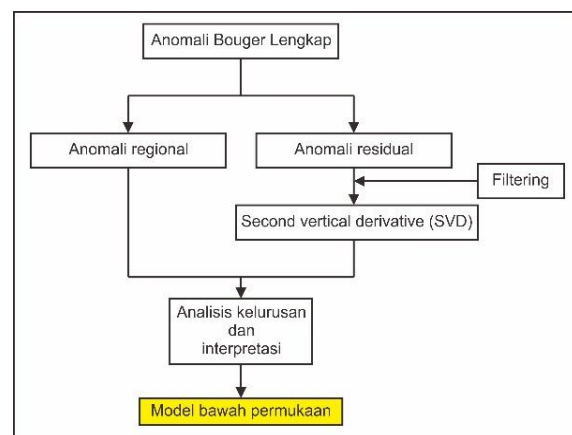 Anomali Bouger Lengkap
Anomali regional
Anomali residual
Filtering
Second vertical derivative (SVD)
Analisis kelurusan
dan
interpretasi
Model bawah permukaan